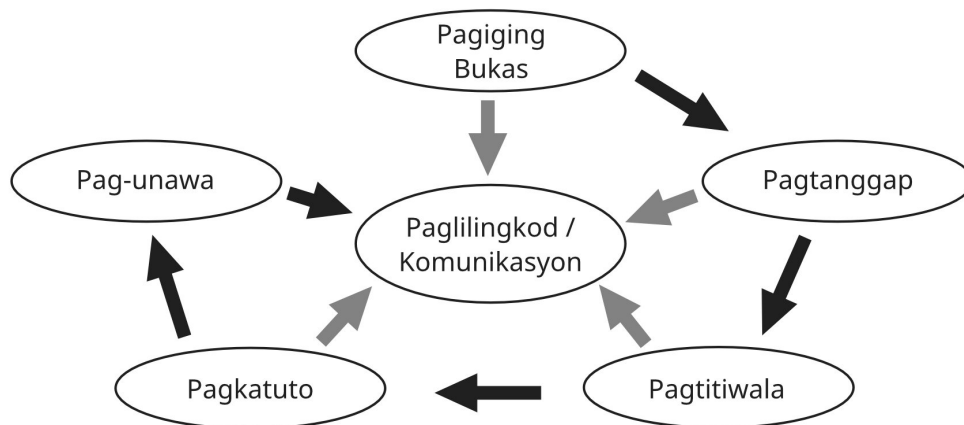 Pagiging
Bukas
Pag-unawa
Pagtanggap
Paglilingkod /
Komunikasyon
Pagkatuto
Pagtitiwala